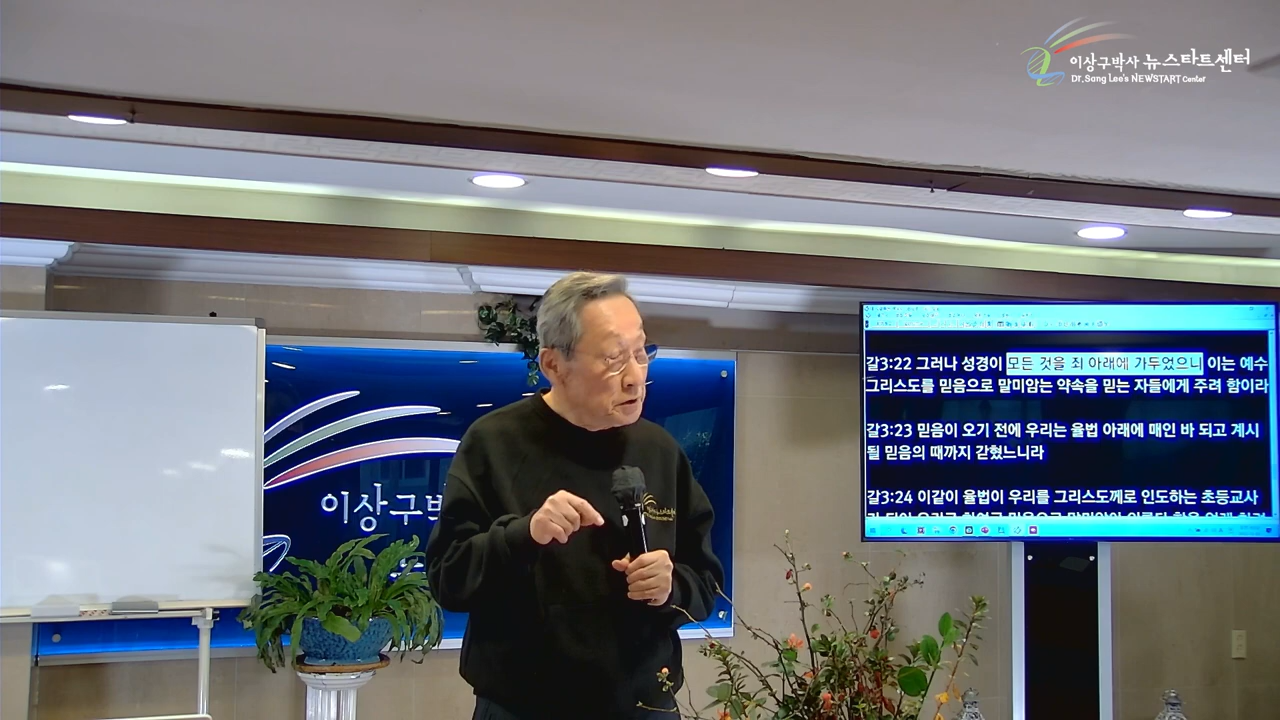 이상구박사 뉴스타트센터
Dr. Sang Lee's NEWSTART Center
이상구박
갈3:22 그러나 성경이 모든 것을 죄 아래에 가두었으니 이는 예수
그리스도를 믿음으로 말미암는 약속을 믿는 자들에게 주려 함이라
갈3:23 믿음이 오기 전에 우리는 율법 아래에 매인 바 되고 계시
될 믿음의 때까지 갇혔느니라
갈3:24 이같이 율법이 우리를 그리스도께로 인도하는 초등교사